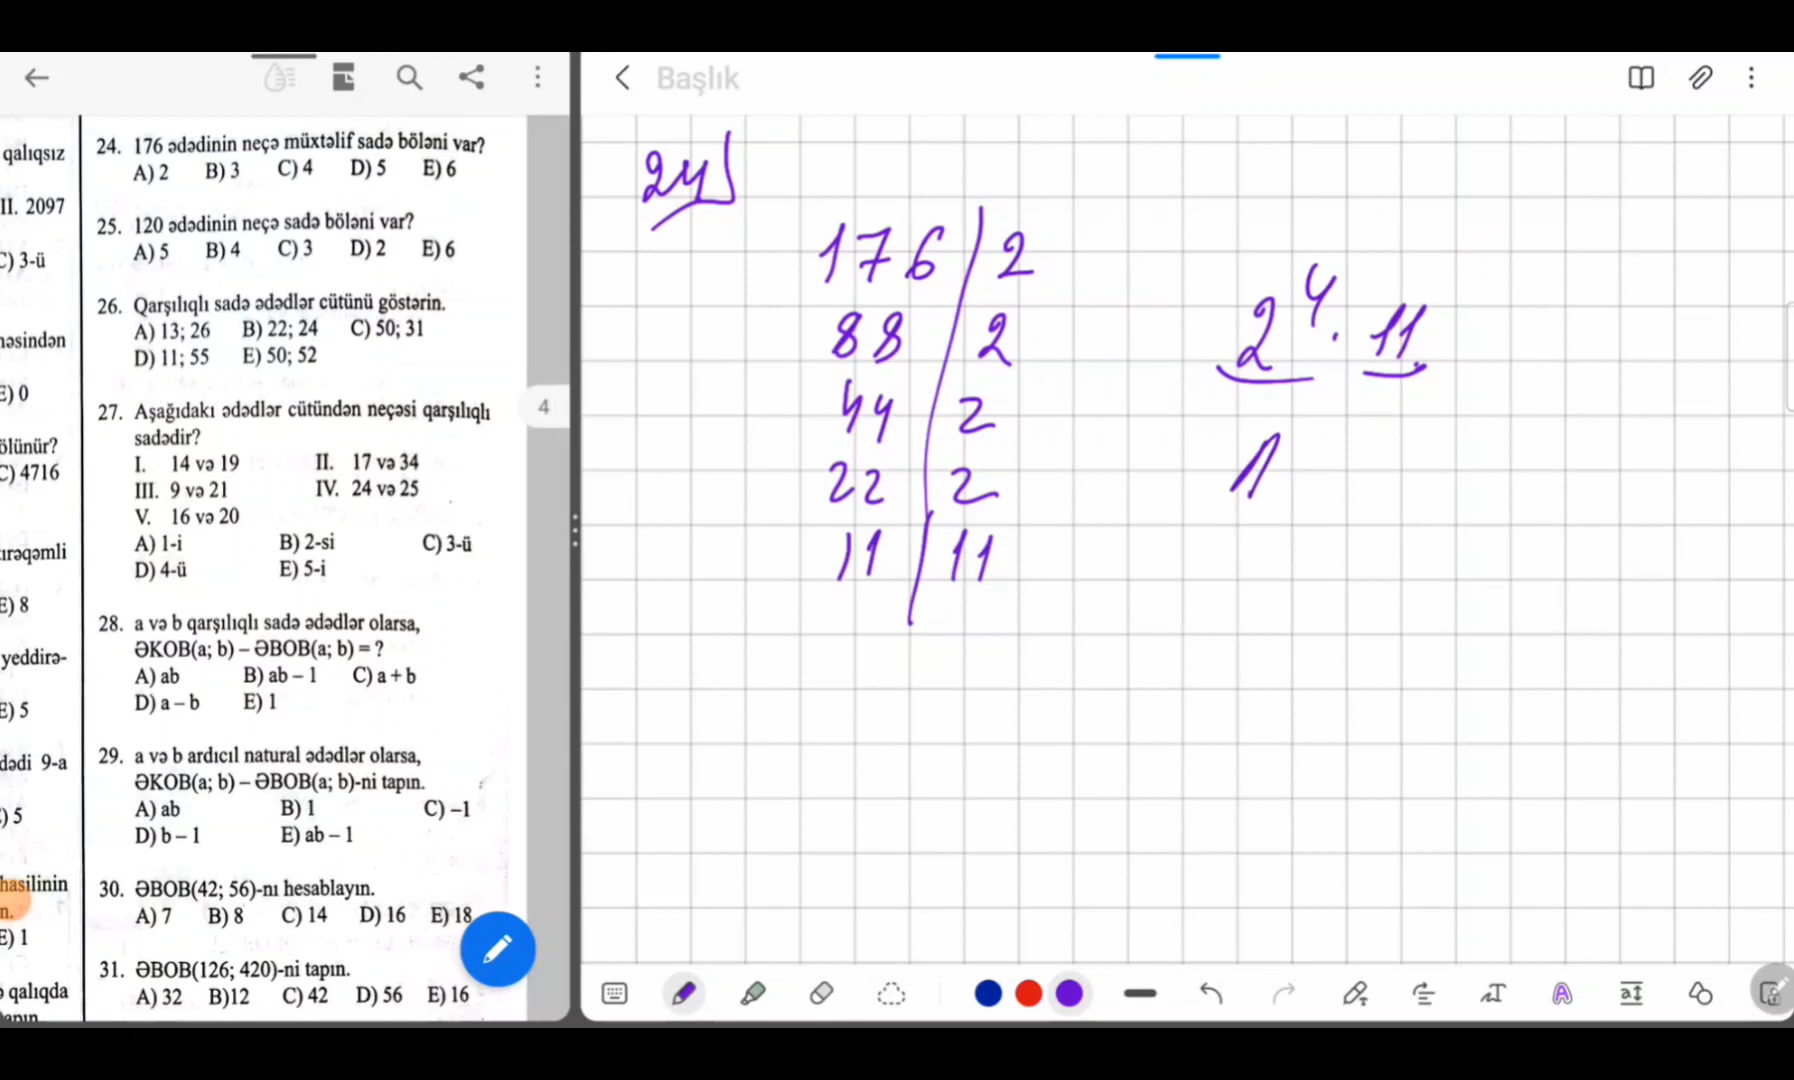 Başlık
qalıqsız
II. 2097
C) 3-ü
E) 0
C) 4716
E) 8
yeddirə-
E) 5
9-a
) 5
hasilinin
n.
E) 1
qalıqda
24. 176 ədədinin neçə müxtəlif sadə böləni var?
A) 2 B) 3 C) 4 D) 5 E) 6
25. 120 ədədinin neçə sadə böləni var?
A) 5 B) 4 C) 3 D) 2 E) 6
26. Qarşılıqlı sadə ədədlər cütünü göstərin.
A) 13; 26 B) 22; 24 C) 50; 31
D) 11; 55 E) 50; 52
27. Aşağıdakı ədədlər cütündən neçəsi qarşılıqlı
sadədir?
I. 14 və 19 II. 17 və 34
III. 9 və 21 IV. 24 və 25
V. 16 və 20
A) 1-i B) 2-si C) 3-ü
D) 4-ü E) 5-i
28. a və b qarşılıqlı sadə ədədlər olarsa,
ƏKOB(a; b) – ƏBOB(a; b) = ?
A) ab B) ab – 1 C) a + b
D) a – b E) 1
29. a və b ardıcıl natural ədədlər olarsa,
ƏKOB(a; b) – ƏBOB(a; b)-ni tapın.
A) ab B) 1 C) –1
D) b – 1 E) ab – 1
30. ƏBOB(42; 56)-nı hesablayın.
A) 7 B) 8 C) 14 D) 16 E) 18
31. ƏBOB(126; 420)-ni tapın.
A) 32 B)12 C) 42 D) 56 E) 16
4
24
176 | 2
88 | 2
44 | 2
22 | 2
11 | 11
2⁴ · 11